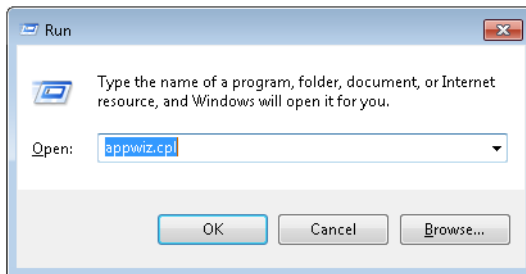 Run
Type the name of a program, folder, document, or Internet
resource, and Windows will open it for you.
Open: appwiz.cpl
OK Cancel Browse...